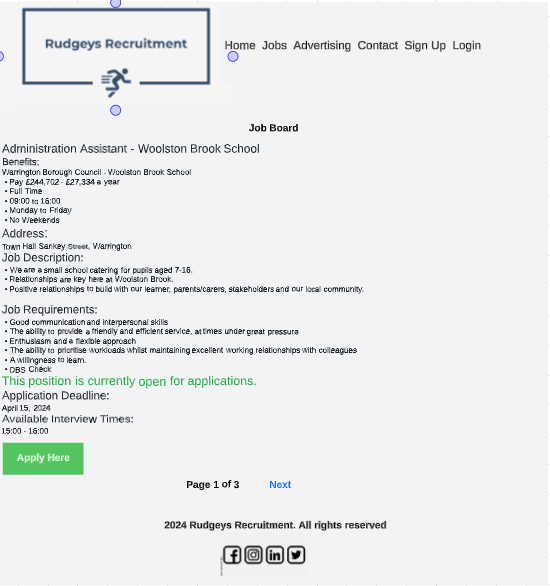 Rudgeys Recruitment
Home Jobs Advertising Contact Sign Up Login
Job Board
Administration Assistant - Woolston Brook School
Benefits:
Warrington Borough Council - Woolston Brook School
• Pay £244,702 - £27,334 a year
• Full Time
• 09:00 to 16:00
• Monday to Friday
• No Weekends
Address:
Town Hall Sankey Street, Warrington
Job Description:
• We are a small school catering for pupils aged 7-16.
• Relationships are key here at Woolston Brook.
• Positive relationships to build with our learner, parents/carers, stakeholders and our local community.
Job Requirements:
• Good communication and interpersonal skills
• The ability to provide a friendly and efficient service, at times under great pressure
• Enthusiasm and a flexible approach
• The ability to prioritise workloads whilst maintaining excellent working relationships with colleagues
• A willingness to learn.
• DBS Check
This position is currently open for applications.
Application Deadline:
April 15, 2024
Available Interview Times:
15:00 - 16:00
Apply Here
Page 1 of 3 Next
2024 Rudgeys Recruitment. All rights reserved